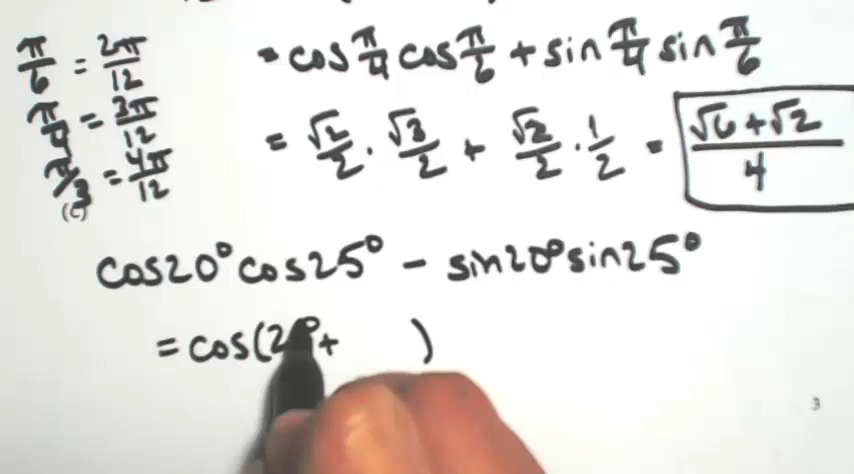 π/6 = 2π/12
π/4 = 3π/12
π/3 = 4π/12
= cos π/4 cos π/6 + sin π/4 sin π/6
= √2/2 · √3/2 + √2/2 · 1/2 = (√6 + √2)/4
(c)
cos20° cos25° - sin20° sin25°
= cos(2 ° + )
3